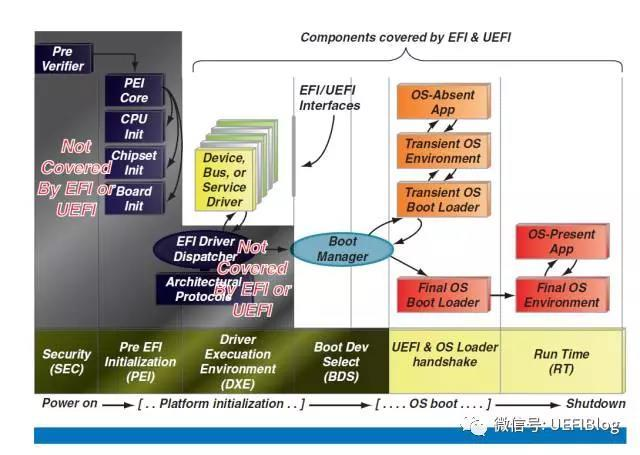 Components covered by EFI & UEFI
Pre
Verifier
PEI
Core
CPU
Init
Chipset
Init
Board
Init
Not
Covered
By EFI or
UEFI
EFI/UEFI
Interfaces
Device,
Bus, or
Service
Driver
EFI Driver
Dispatcher
Architectural
Protocols
Not
Covered
By EFI or
UEFI
Boot
Manager
OS-Absent
App
Transient OS
Environment
Transient OS
Boot Loader
Final OS
Boot Loader
OS-Present
App
Final OS
Environment
Security
(SEC)
Pre EFI
Initialization
(PEI)
Driver
Execuation
Environment
(DXE)
Boot Dev
Select
(BDS)
UEFI & OS Loader
handshake
Run Time
(RT)
Power on
[ . . Platform initialization . . ]
[ . . . . OS boot . . . . ]
Shutdown
微信号: UEFIBlog